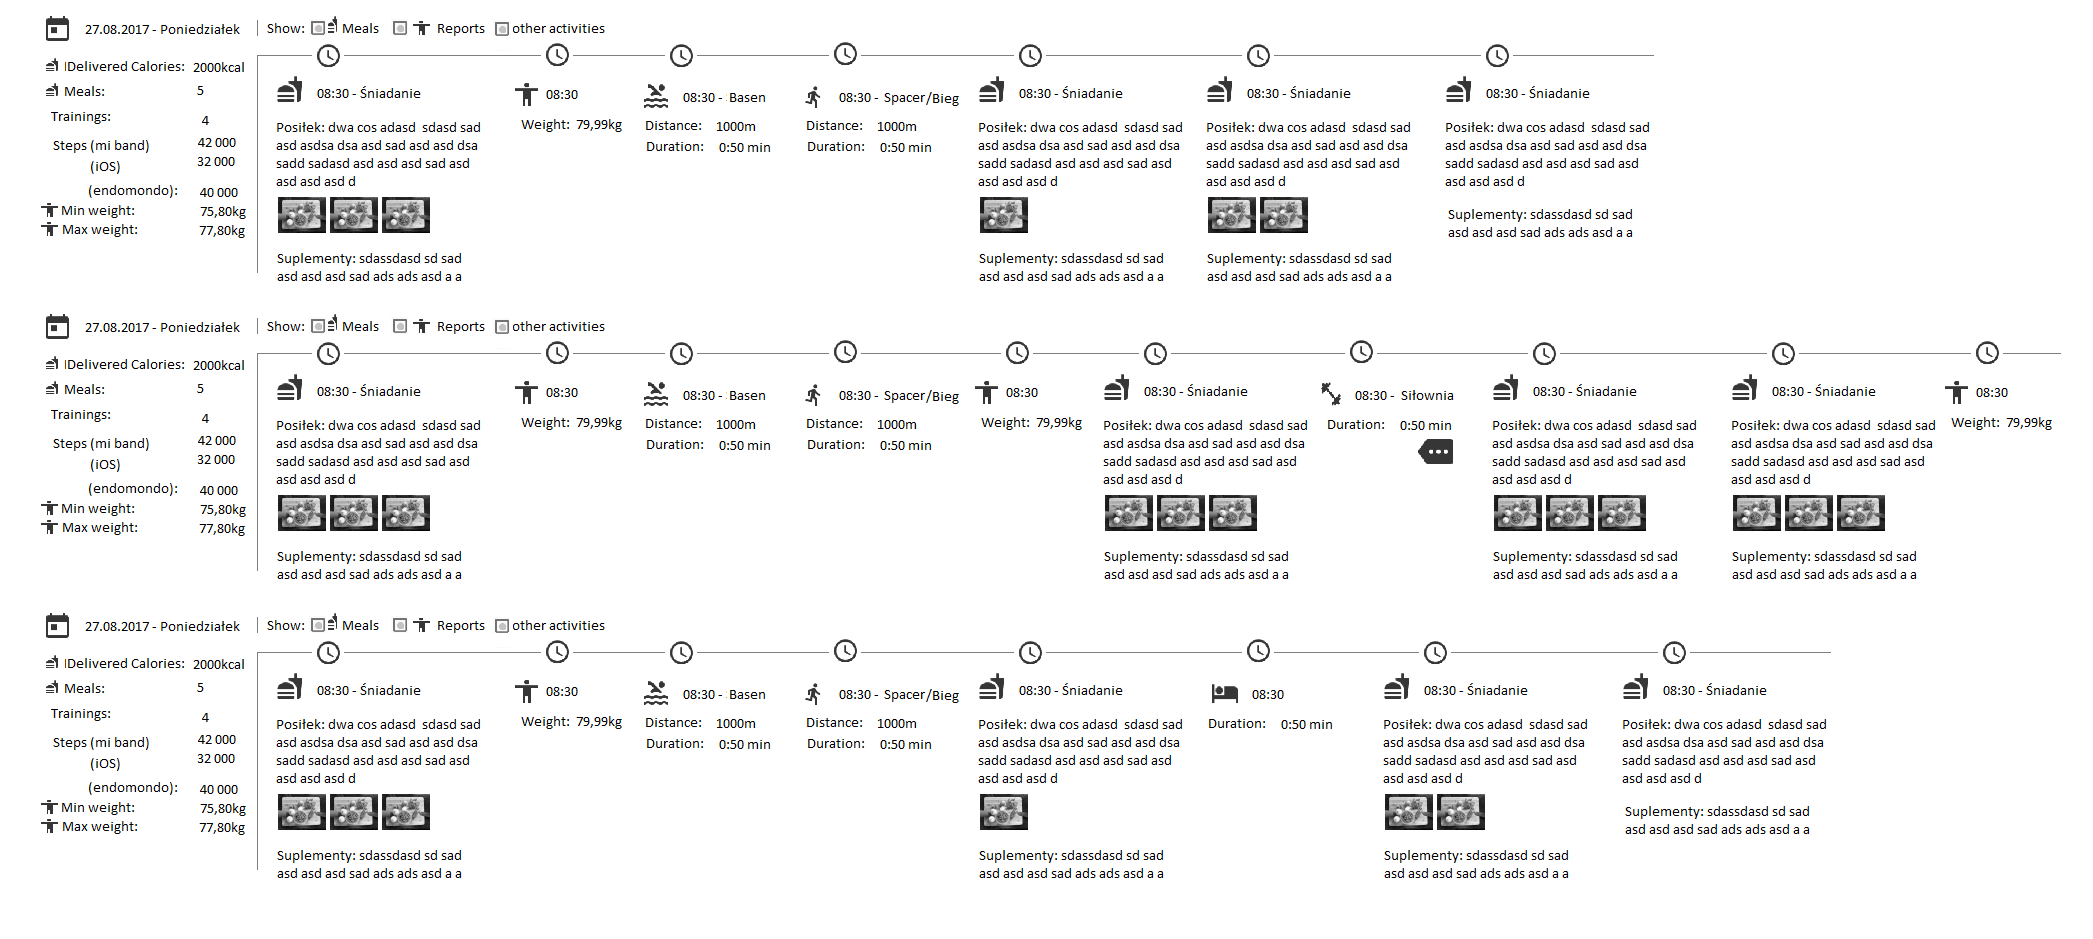 27.08.2017 - Poniedziałek
Show: Meals Reports other activities
Delivered Calories: 2000kcal
Meals: 5
Trainings: 4
Steps (mi band) 42 000
(iOS) 32 000
(endomondo): 40 000
Min weight: 75,80kg
Max weight: 77,80kg
08:30 - Śniadanie
Posiłek: dwa cos adasd sdasd sad
asd asdsa dsa asd sad asd asd dsa
sadd sadasd asd asd asd sad asd
asd asd asd d
Suplementy: sdassdasd sd sad
asd asd asd sad ads ads asd a a
08:30
Weight: 79,99kg
08:30 - Basen
Distance: 1000m
Duration: 0:50 min
08:30 - Spacer/Bieg
Distance: 1000m
Duration: 0:50 min
08:30 - Śniadanie
Posiłek: dwa cos adasd sdasd sad
asd asdsa dsa asd sad asd asd dsa
sadd sadasd asd asd asd sad asd
asd asd asd d
Suplementy: sdassdasd sd sad
asd asd asd sad ads ads asd a a
08:30 - Śniadanie
Posiłek: dwa cos adasd sdasd sad
asd asdsa dsa asd sad asd asd dsa
sadd sadasd asd asd asd sad asd
asd asd asd d
Suplementy: sdassdasd sd sad
asd asd asd sad ads ads asd a a
08:30 - Śniadanie
Posiłek: dwa cos adasd sdasd sad
asd asdsa dsa asd sad asd asd dsa
sadd sadasd asd asd asd sad asd
asd asd asd d
Suplementy: sdassdasd sd sad
asd asd asd sad ads ads asd a a
27.08.2017 - Poniedziałek
Show: Meals Reports other activities
Delivered Calories: 2000kcal
Meals: 5
Trainings: 4
Steps (mi band) 42 000
(iOS) 32 000
(endomondo): 40 000
Min weight: 75,80kg
Max weight: 77,80kg
08:30 - Śniadanie
Posiłek: dwa cos adasd sdasd sad
asd asdsa dsa asd sad asd asd dsa
sadd sadasd asd asd asd sad asd
asd asd asd d
Suplementy: sdassdasd sd sad
asd asd asd sad ads ads asd a a
08:30
Weight: 79,99kg
08:30 - Basen
Distance: 1000m
Duration: 0:50 min
08:30 - Spacer/Bieg
Distance: 1000m
Duration: 0:50 min
08:30
Weight: 79,99kg
08:30 - Śniadanie
Posiłek: dwa cos adasd sdasd sad
asd asdsa dsa asd sad asd asd dsa
sadd sadasd asd asd asd sad asd
asd asd asd d
Suplementy: sdassdasd sd sad
asd asd asd sad ads ads asd a a
08:30 - Siłownia
Duration: 0:50 min
08:30 - Śniadanie
Posiłek: dwa cos adasd sdasd sad
asd asdsa dsa asd sad asd asd dsa
sadd sadasd asd asd asd sad asd
asd asd asd d
Suplementy: sdassdasd sd sad
asd asd asd sad ads ads asd a a
08:30 - Śniadanie
Posiłek: dwa cos adasd sdasd sad
asd asdsa dsa asd sad asd asd dsa
sadd sadasd asd asd asd sad asd
asd asd asd d
Suplementy: sdassdasd sd sad
asd asd asd sad ads ads asd a a
08:30
Weight: 79,99kg
27.08.2017 - Poniedziałek
Show: Meals Reports other activities
Delivered Calories: 2000kcal
Meals: 5
Trainings: 4
Steps (mi band) 42 000
(iOS) 32 000
(endomondo): 40 000
Min weight: 75,80kg
Max weight: 77,80kg
08:30 - Śniadanie
Posiłek: dwa cos adasd sdasd sad
asd asdsa dsa asd sad asd asd dsa
sadd sadasd asd asd asd sad asd
asd asd asd d
Suplementy: sdassdasd sd sad
asd asd asd sad ads ads asd a a
08:30
Weight: 79,99kg
08:30 - Basen
Distance: 1000m
Duration: 0:50 min
08:30 - Spacer/Bieg
Distance: 1000m
Duration: 0:50 min
08:30 - Śniadanie
Posiłek: dwa cos adasd sdasd sad
asd asdsa dsa asd sad asd asd dsa
sadd sadasd asd asd asd sad asd
asd asd asd d
Suplementy: sdassdasd sd sad
asd asd asd sad ads ads asd a a
08:30
Duration: 0:50 min
08:30 - Śniadanie
Posiłek: dwa cos adasd sdasd sad
asd asdsa dsa asd sad asd asd dsa
sadd sadasd asd asd asd sad asd
asd asd asd d
Suplementy: sdassdasd sd sad
asd asd asd sad ads ads asd a a
08:30 - Śniadanie
Posiłek: dwa cos adasd sdasd sad
asd asdsa dsa asd sad asd asd dsa
sadd sadasd asd asd asd sad asd
asd asd asd d
Suplementy: sdassdasd sd sad
asd asd asd sad ads ads asd a a